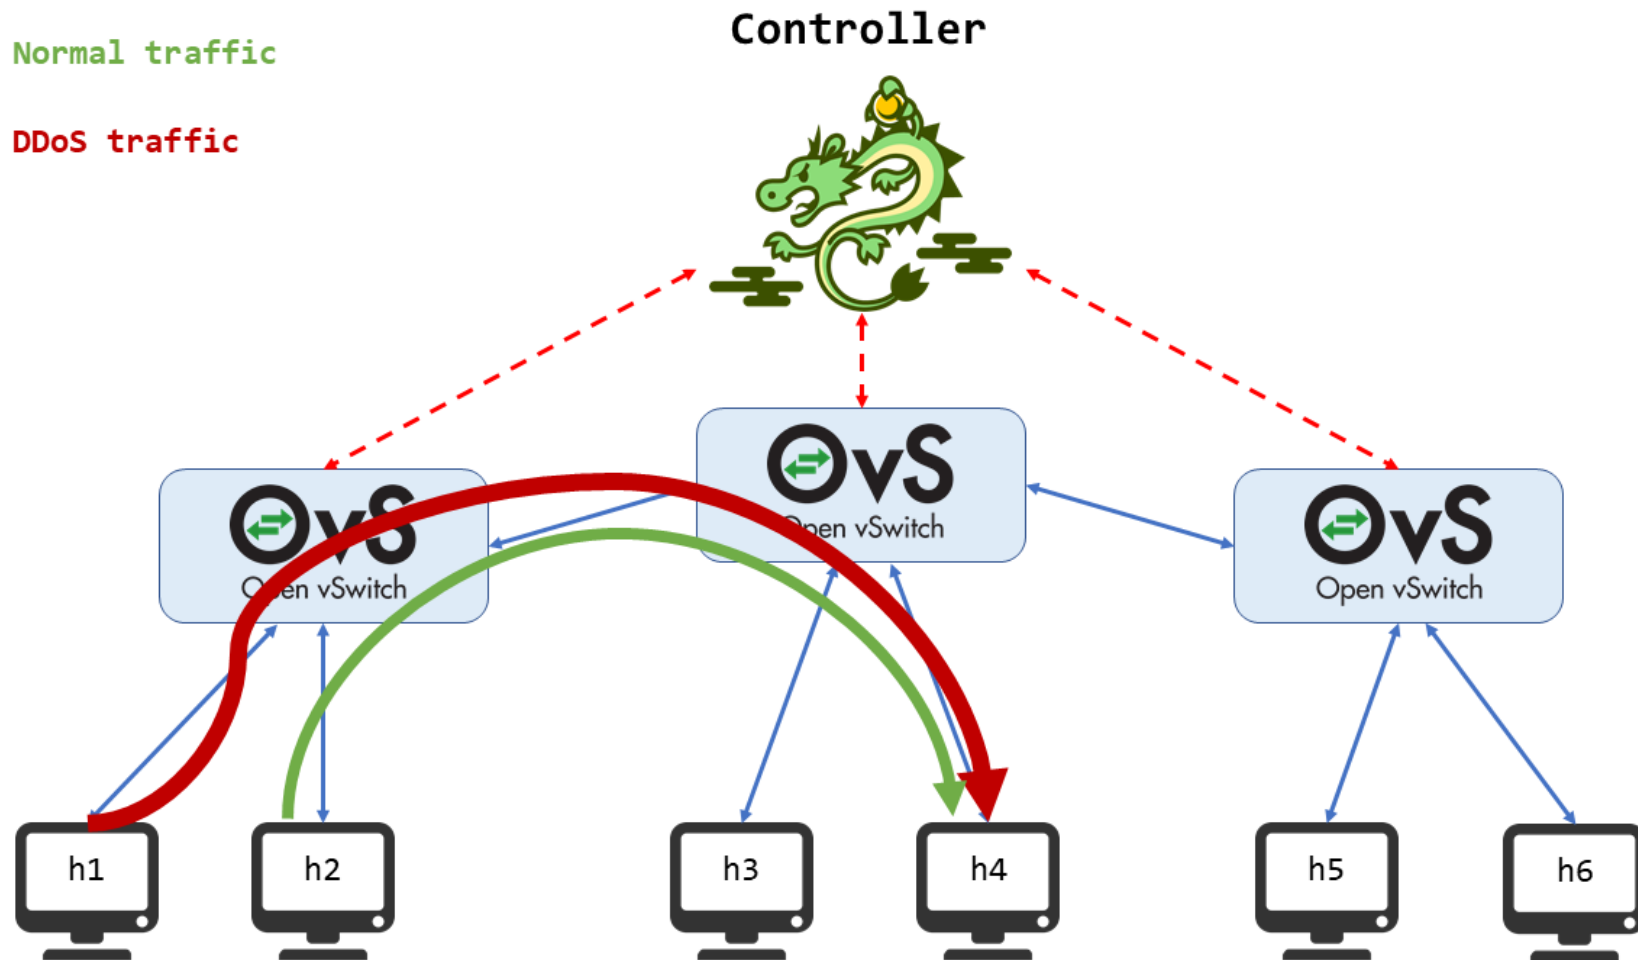 Controller
Normal traffic
DDoS traffic
OvS
Open vSwitch
OvS
Open vSwitch
OvS
Open vSwitch
h1
h2
h3
h4
h5
h6